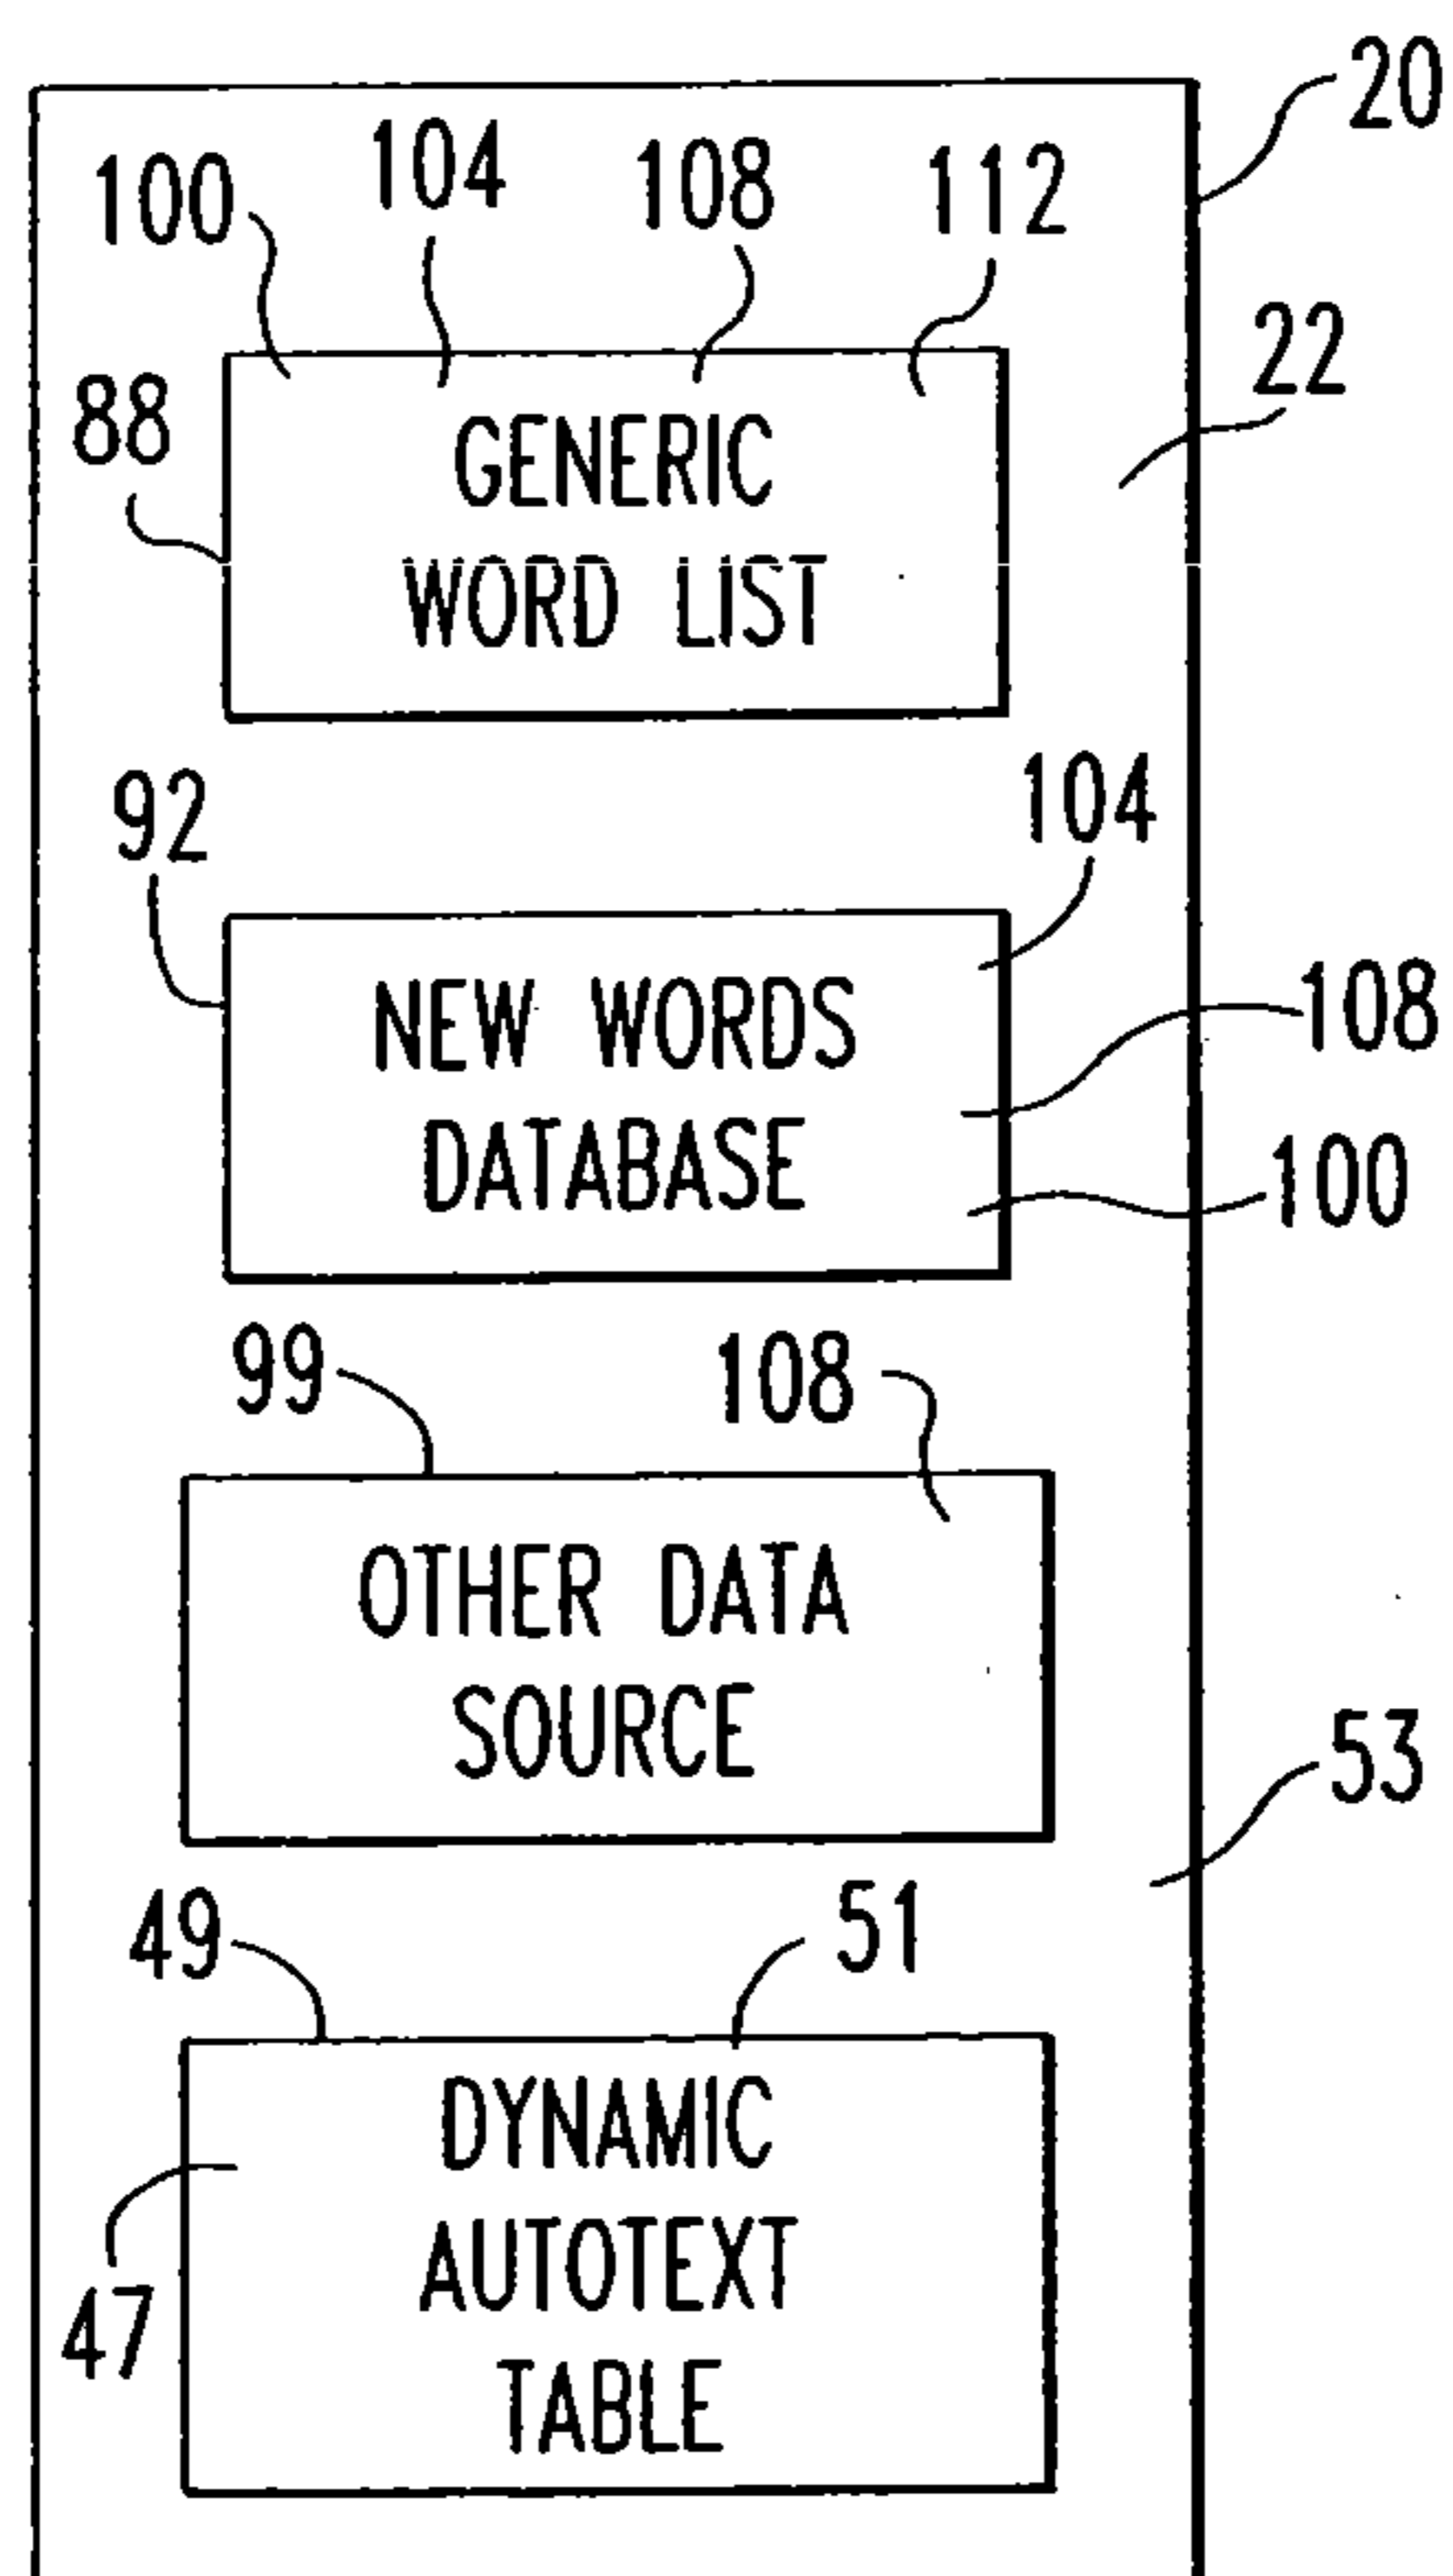 20
100 104 108 112
22
88
GENERIC
WORD LIST
92
104
NEW WORDS
108
DATABASE
100
99
108
OTHER DATA
SOURCE
53
49
51
DYNAMIC
AUTOTEXT
47
TABLE